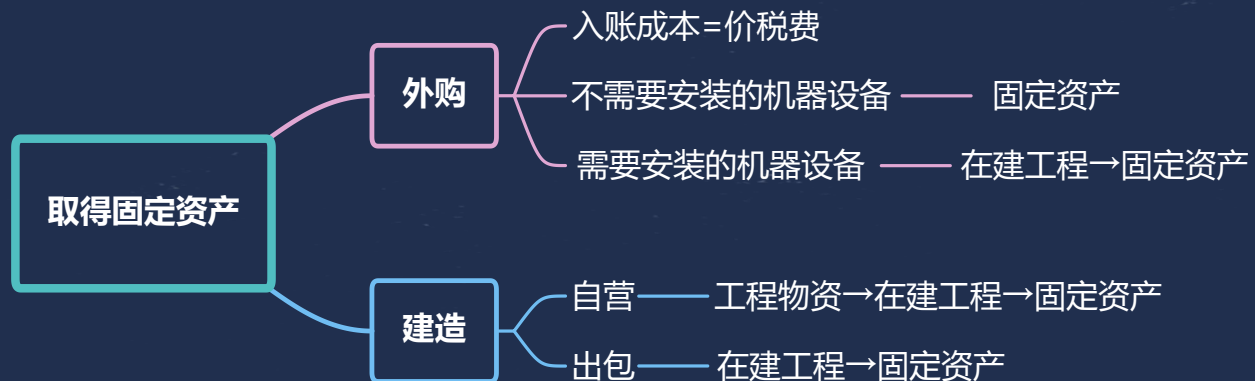 取得固定资产
外购
入账成本=价税费
不需要安装的机器设备 固定资产
需要安装的机器设备 在建工程→固定资产
建造
自营 工程物资→在建工程→固定资产
出包 在建工程→固定资产